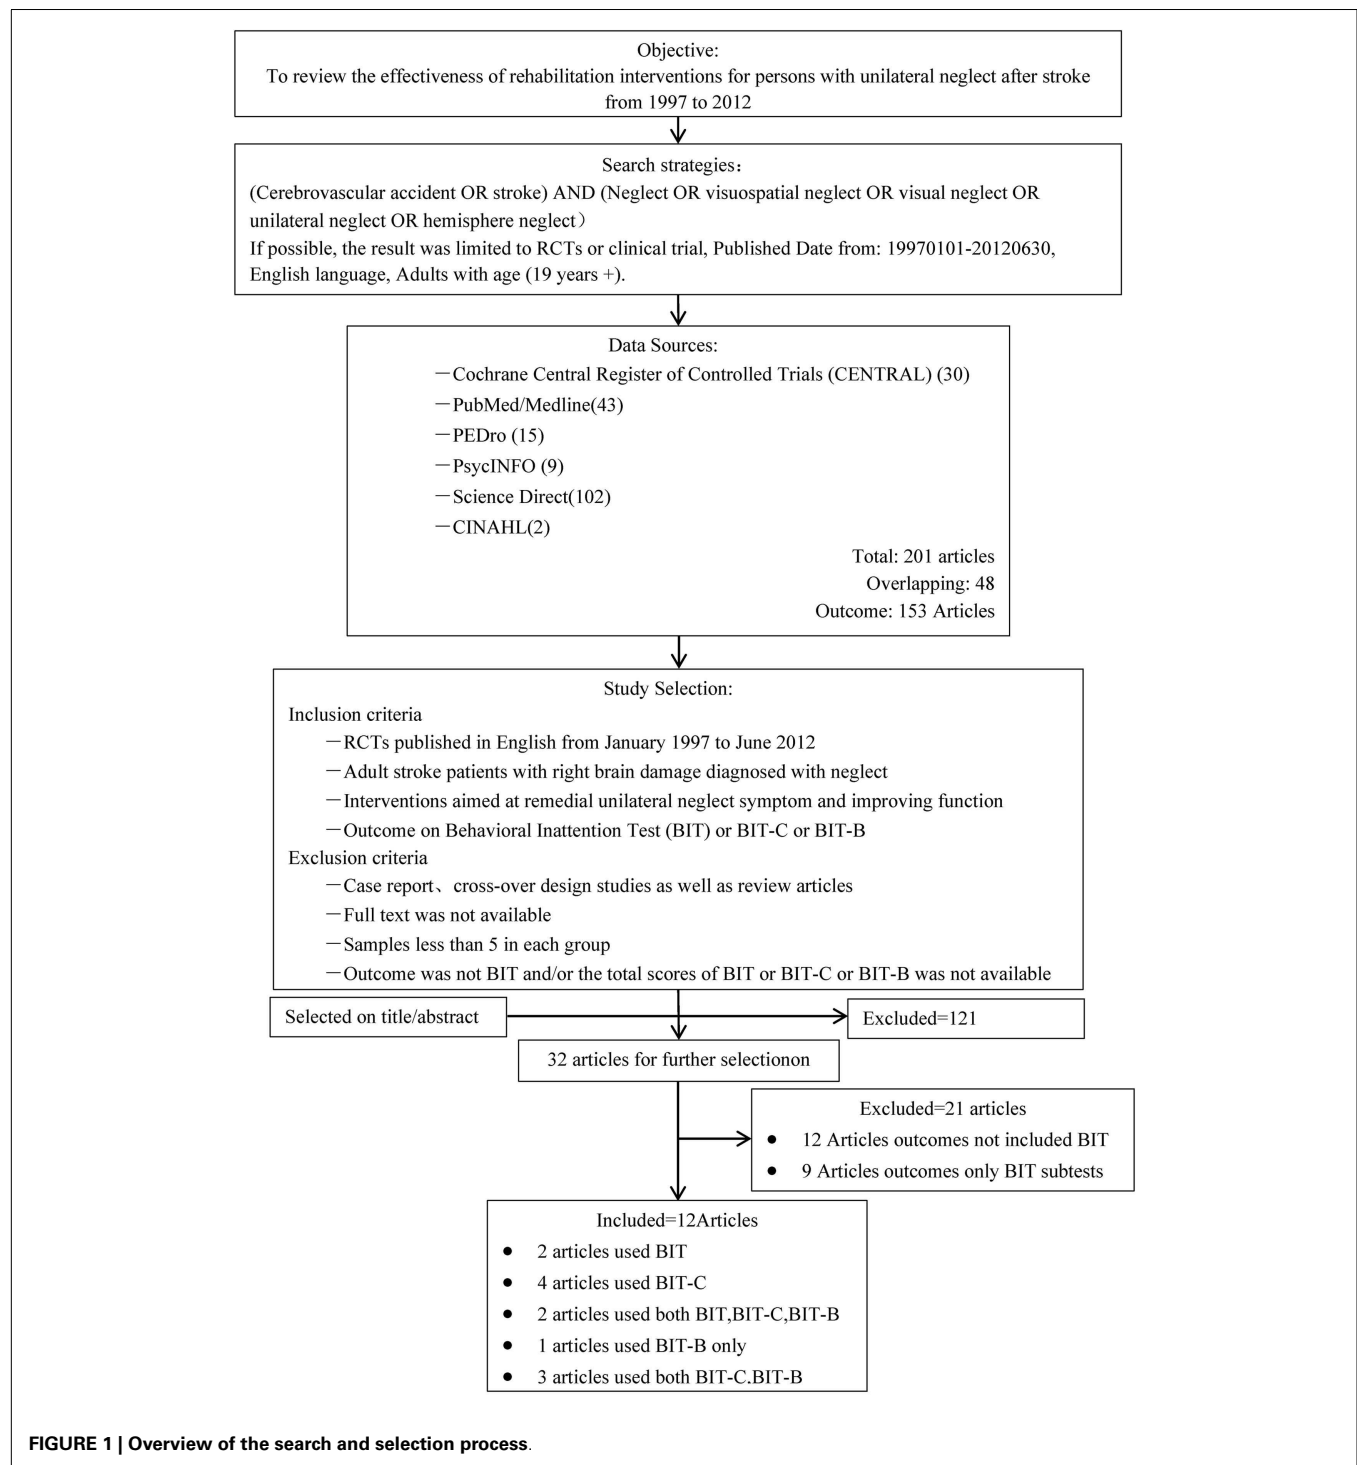 Objective:
To review the effectiveness of rehabilitation interventions for persons with unilateral neglect after stroke
from 1997 to 2012
Search strategies：
(Cerebrovascular accident OR stroke) AND (Neglect OR visuospatial neglect OR visual neglect OR
unilateral neglect OR hemisphere neglect）
If possible, the result was limited to RCTs or clinical trial, Published Date from: 19970101-20120630,
English language, Adults with age (19 years +).
Data Sources:
－Cochrane Central Register of Controlled Trials (CENTRAL) (30)
－PubMed/Medline(43)
－PEDro (15)
－PsycINFO (9)
－Science Direct(102)
－CINAHL(2)
Total: 201 articles
Overlapping: 48
Outcome: 153 Articles
Study Selection:
Inclusion criteria
－RCTs published in English from January 1997 to June 2012
－Adult stroke patients with right brain damage diagnosed with neglect
－Interventions aimed at remedial unilateral neglect symptom and improving function
－Outcome on Behavioral Inattention Test (BIT) or BIT-C or BIT-B
Exclusion criteria
－Case report、cross-over design studies as well as review articles
－Full text was not available
－Samples less than 5 in each group
－Outcome was not BIT and/or the total scores of BIT or BIT-C or BIT-B was not available
Selected on title/abstract
Excluded=121
32 articles for further selectionon
Excluded=21 articles
● 12 Articles outcomes not included BIT
● 9 Articles outcomes only BIT subtests
Included=12Articles
● 2 articles used BIT
● 4 articles used BIT-C
● 2 articles used both BIT,BIT-C,BIT-B
● 1 articles used BIT-B only
● 3 articles used both BIT-C.BIT-B
FIGURE 1 | Overview of the search and selection process.